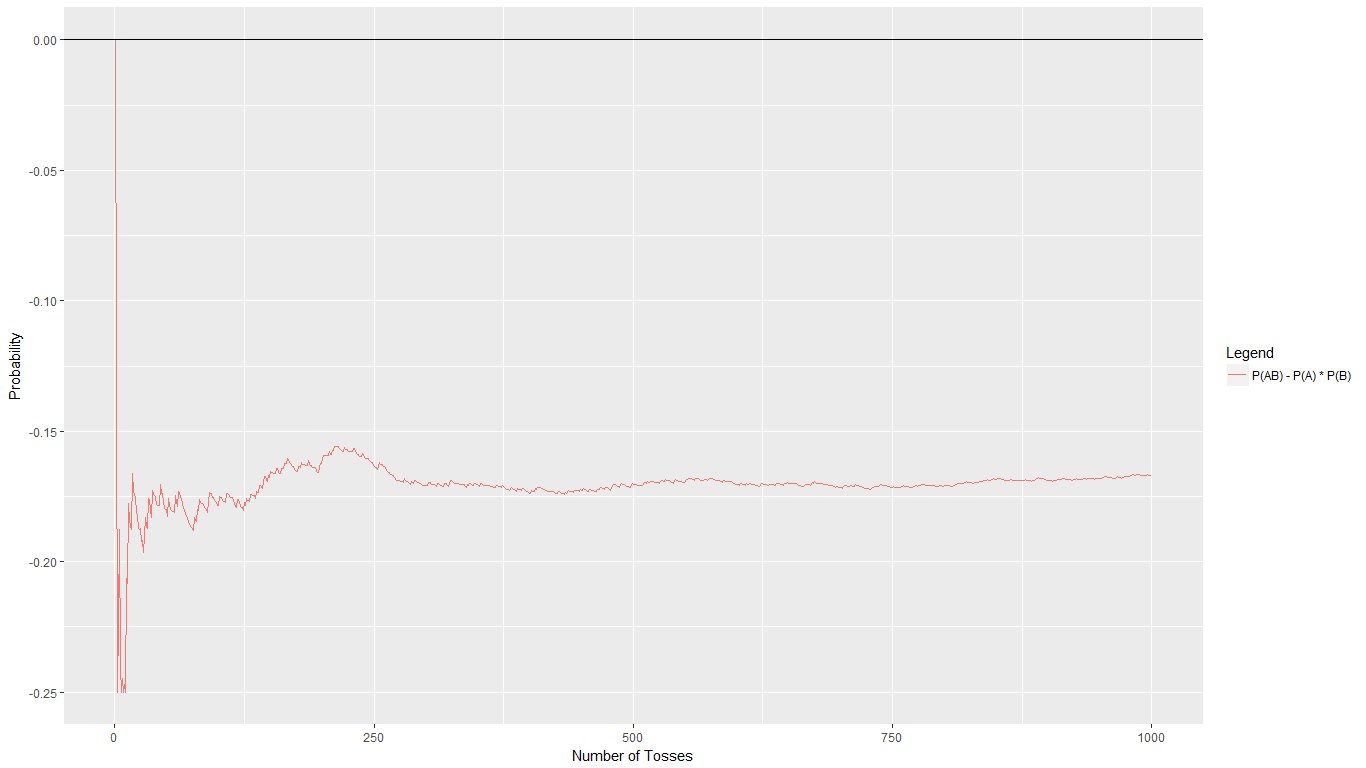 0.00
-0.05
-0.10
-0.15
-0.20
-0.25
Probability
0 250 500 750 1000
Number of Tosses
Legend
P(AB) - P(A) * P(B)